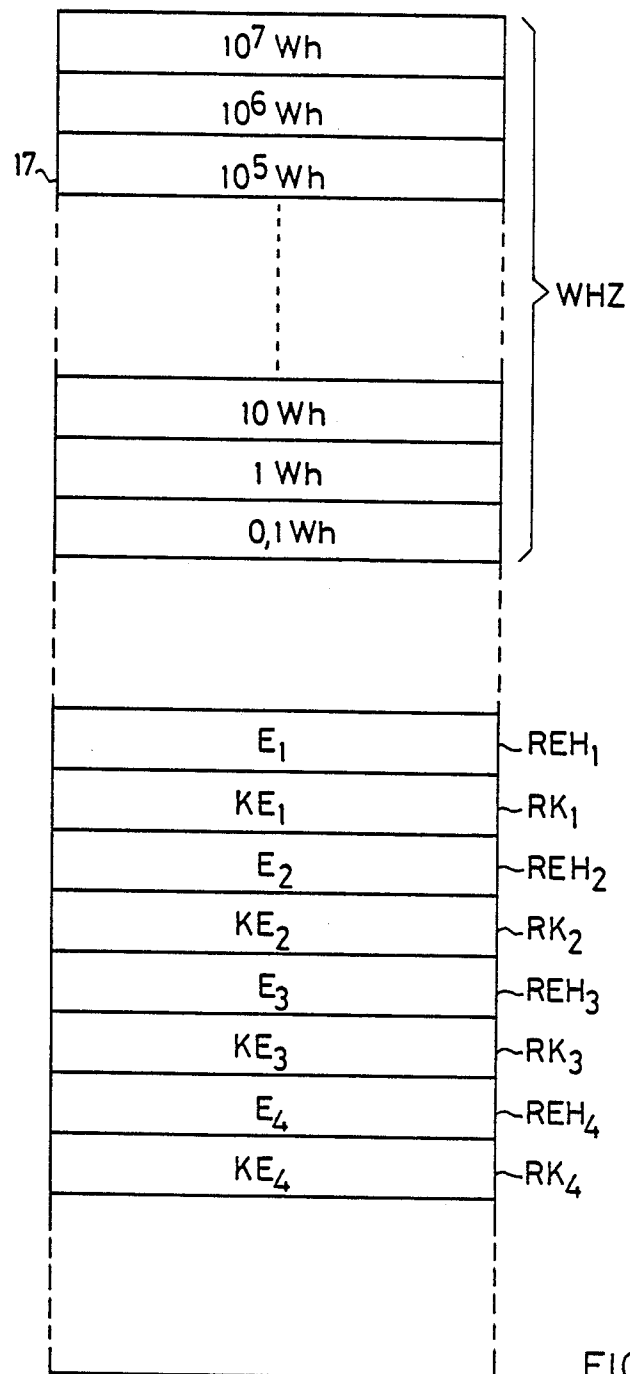 10⁷ Wh
10⁶ Wh
17
10⁵ Wh
WHZ
10 Wh
1 Wh
0,1 Wh
E₁ REH₁
KE₁ RK₁
E₂ REH₂
KE₂ RK₂
E₃ REH₃
KE₃ RK₃
E₄ REH₄
KE₄ RK₄